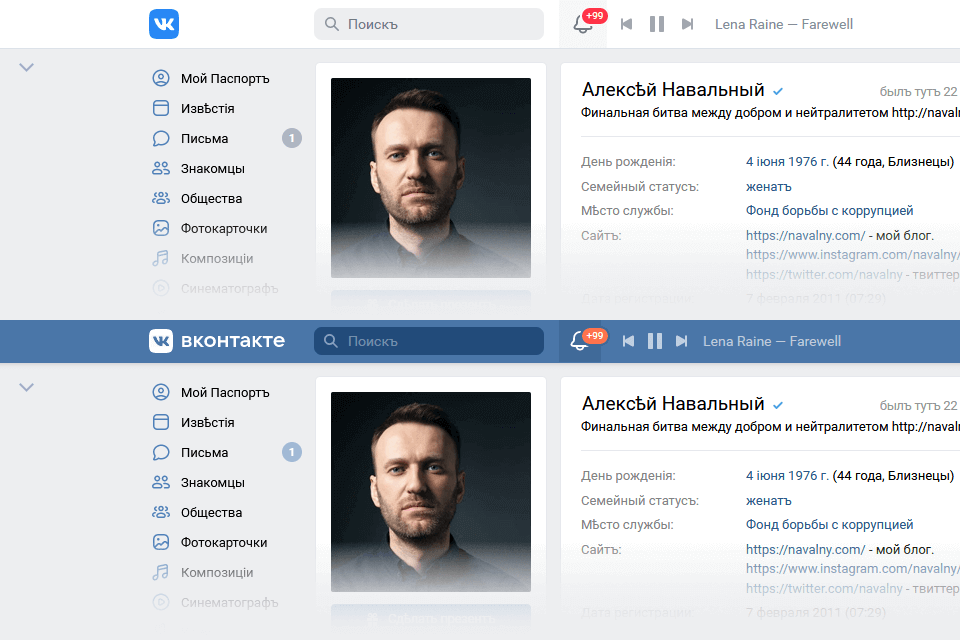 Поискъ
+99
Lena Raine — Farewell
Мой Паспортъ
Извѣстія
Письма
1
Знакомцы
Общества
Фотокарточки
Композиціи
Синематографъ
Алексѣй Навальный
былъ тутъ 22
Финальная битва между добром и нейтралитетом http://naval
День рожденія:
4 іюня 1976 г. (44 года, Близнецы)
Семейный статусъ:
женатъ
Мѣсто службы:
Фонд борьбы с коррупцией
Сайтъ:
https://navalny.com/ - мой блог.
https://www.instagram.com/navalny/
https://twitter.com/navalny - твиттер
Дата регистрации:
7 февраля 2011 (07:29)
вконтакте
Поискъ
+99
Lena Raine — Farewell
Мой Паспортъ
Извѣстія
Письма
1
Знакомцы
Общества
Фотокарточки
Композиціи
Синематографъ
Алексѣй Навальный
былъ тутъ 22
Финальная битва между добром и нейтралитетом http://naval
День рожденія:
4 іюня 1976 г. (44 года, Близнецы)
Семейный статусъ:
женатъ
Мѣсто службы:
Фонд борьбы с коррупцией
Сайтъ:
https://navalny.com/ - мой блог.
https://www.instagram.com/navalny/
https://twitter.com/navalny - твиттер
Дата регистрации:
7 февраля 2011 (07:29)